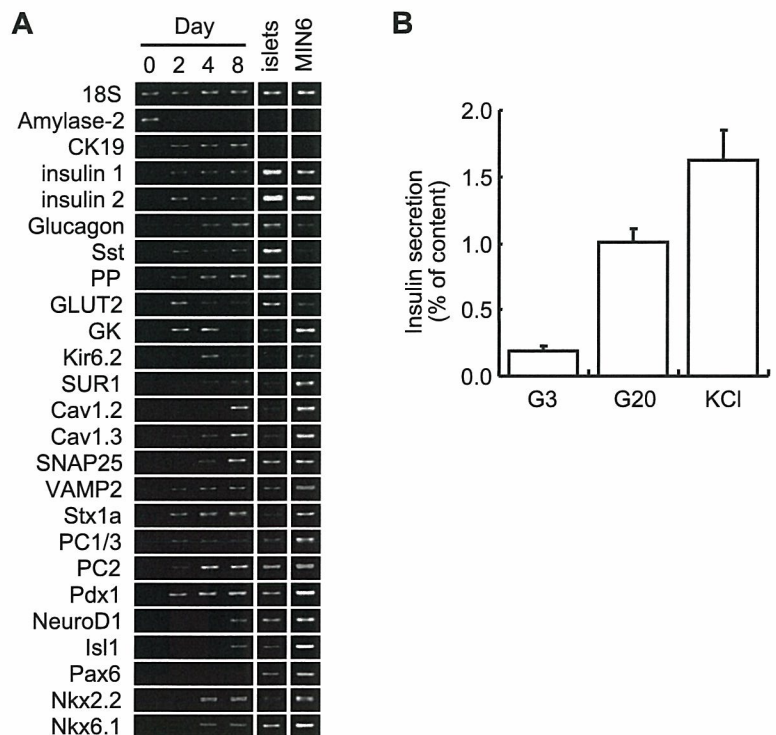 A
Day
0 2 4 8 islets MIN6
18S
Amylase-2
CK19
insulin 1
insulin 2
Glucagon
Sst
PP
GLUT2
GK
Kir6.2
SUR1
Cav1.2
Cav1.3
SNAP25
VAMP2
Stx1a
PC1/3
PC2
Pdx1
NeuroD1
Isl1
Pax6
Nkx2.2
Nkx6.1
B
Insulin secretion
(% of content)
2.0
1.5
1.0
0.5
0.0
G3 G20 KCl